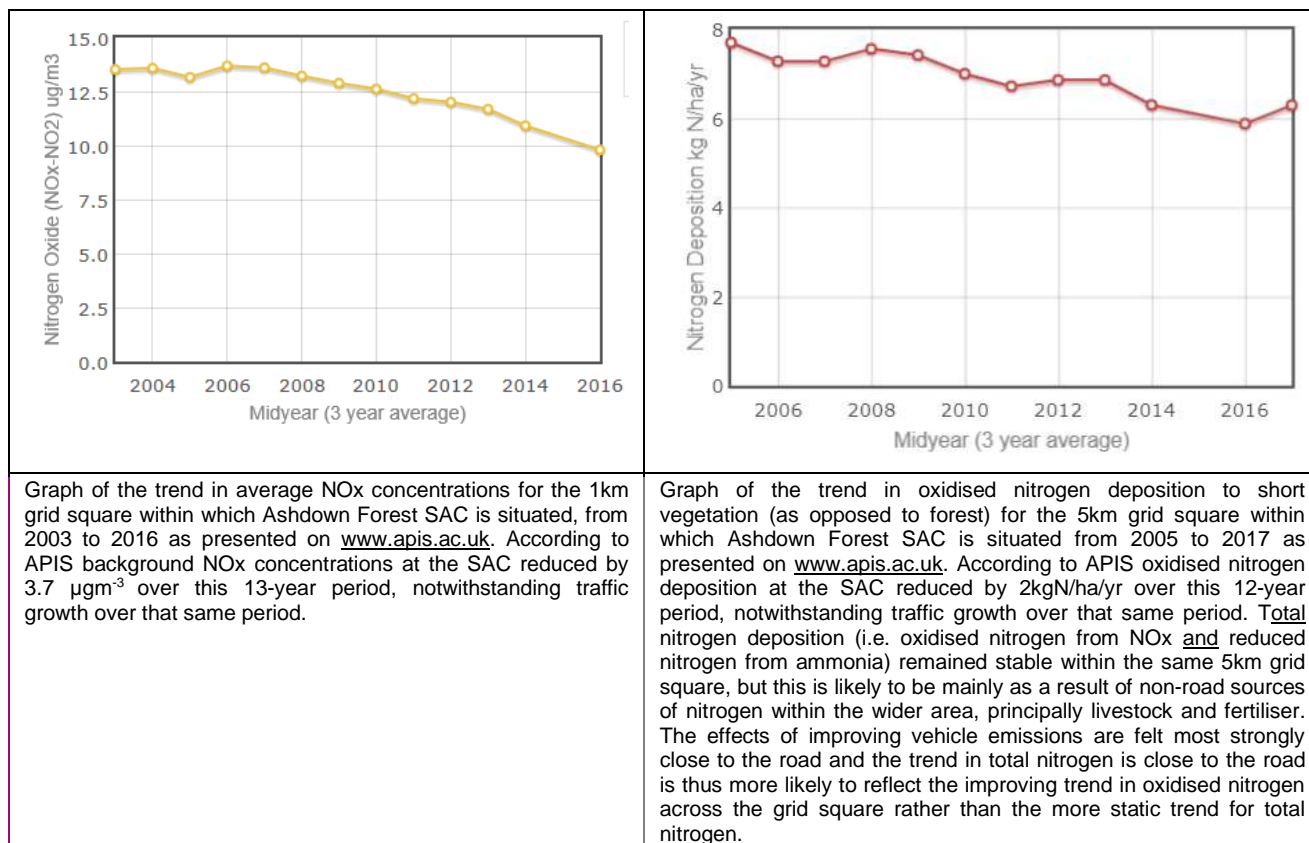 15.0
12.5
10.0
7.5
5.0
2.5
0.0
Nitrogen Oxide (NOx-NO2) ug/m3
2004 2006 2008 2010 2012 2014 2016
Midyear (3 year average)
8
6
4
2
0
Nitrogen Deposition kg N/ha/yr
2006 2008 2010 2012 2014 2016
Midyear (3 year average)
Graph of the trend in average NOx concentrations for the 1km
grid square within which Ashdown Forest SAC is situated, from
2003 to 2016 as presented on www.apis.ac.uk. According to
APIS background NOx concentrations at the SAC reduced by
3.7 µgm-3 over this 13-year period, notwithstanding traffic
growth over that same period.
Graph of the trend in oxidised nitrogen deposition to short
vegetation (as opposed to forest) for the 5km grid square within
which Ashdown Forest SAC is situated from 2005 to 2017 as
presented on www.apis.ac.uk. According to APIS oxidised nitrogen
deposition at the SAC reduced by 2kgN/ha/yr over this 12-year
period, notwithstanding traffic growth over that same period. Total
nitrogen deposition (i.e. oxidised nitrogen from NOx and reduced
nitrogen from ammonia) remained stable within the same 5km grid
square, but this is likely to be mainly as a result of non-road sources
of nitrogen within the wider area, principally livestock and fertiliser.
The effects of improving vehicle emissions are felt most strongly
close to the road and the trend in total nitrogen is close to the road
is thus more likely to reflect the improving trend in oxidised nitrogen
across the grid square rather than the more static trend for total
nitrogen.